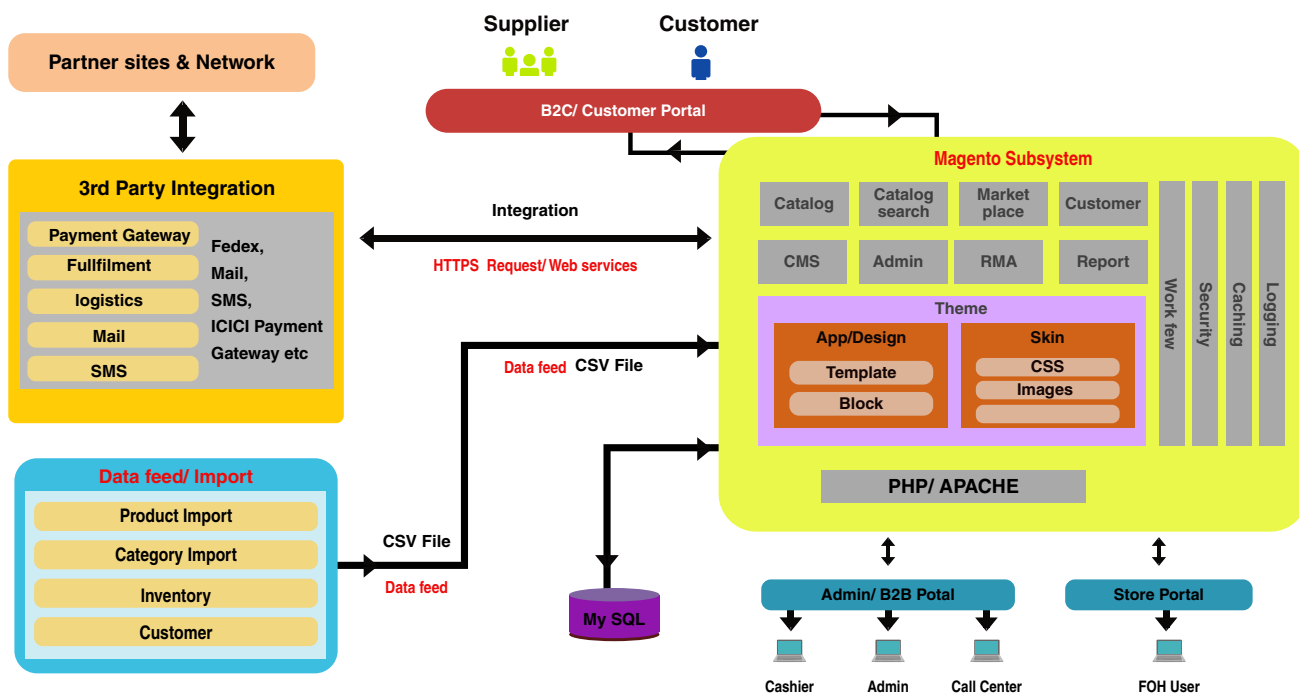 Supplier
Customer
Partner sites & Network
B2C/ Customer Portal
3rd Party Integration
Payment Gateway
Fullfilment
logistics
Mail
SMS
Fedex,
Mail,
SMS,
ICICI Payment
Gateway etc
Integration
HTTPS Request/ Web services
Data feed CSV File
Magento Subsystem
Catalog
Catalog
search
Market
place
Customer
CMS
Admin
RMA
Report
Work few
Security
Caching
Logging
Theme
App/Design
Template
Block
Skin
CSS
Images
PHP/ APACHE
Data feed/ Import
Product Import
Category Import
Inventory
Customer
CSV File
Data feed
My SQL
Admin/ B2B Potal
Store Portal
Cashier
Admin
Call Center
FOH User